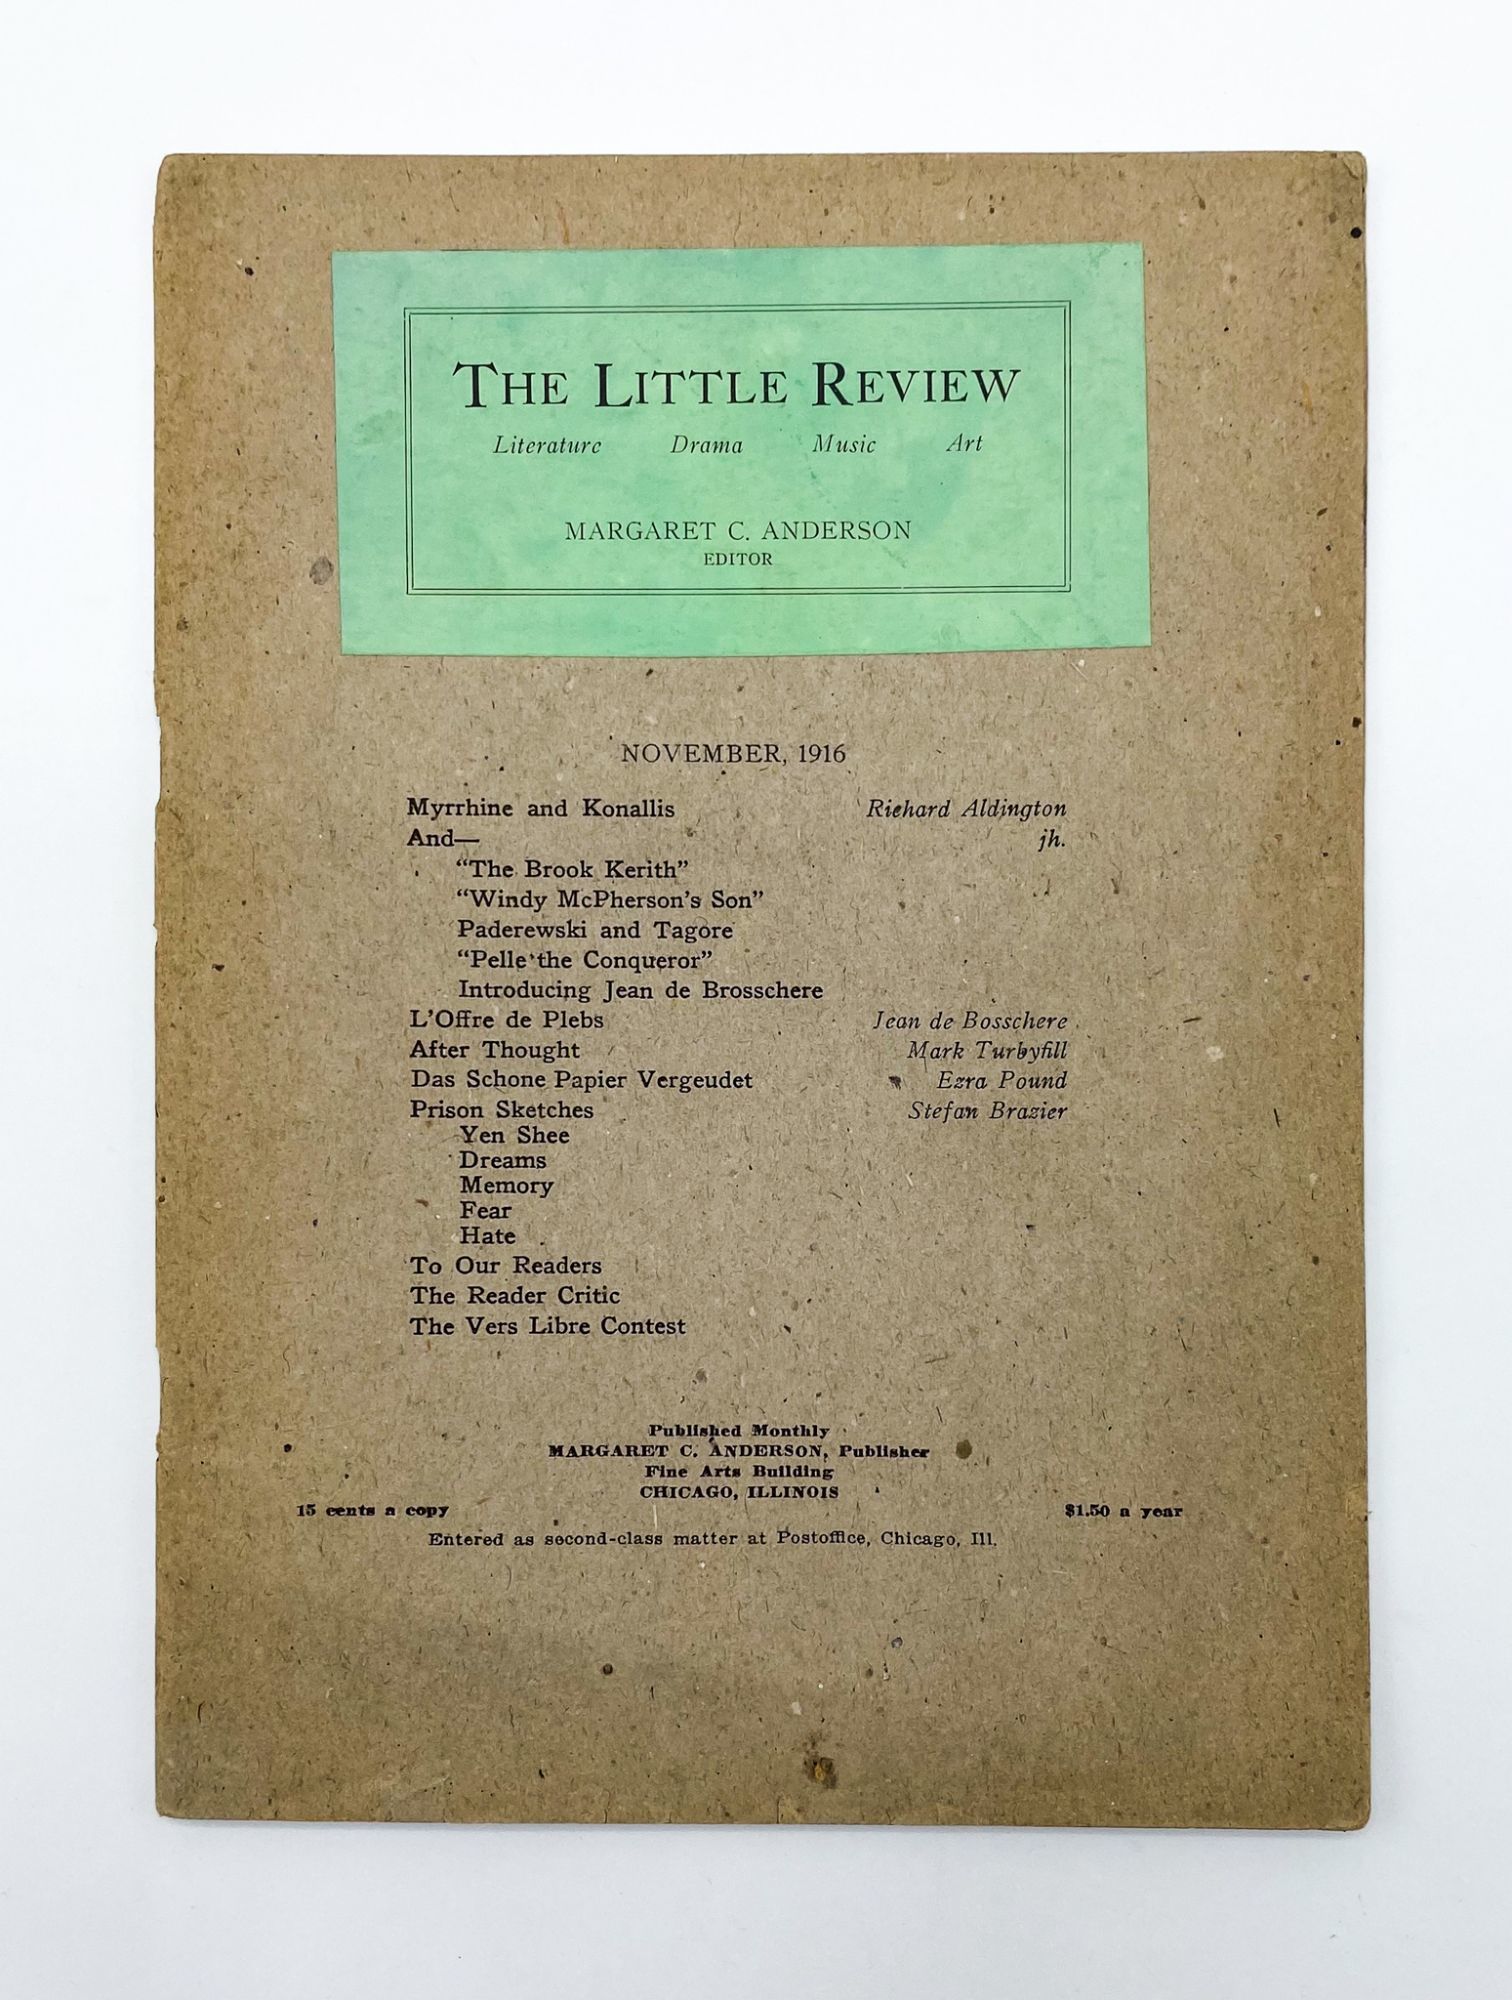 THE LITTLE REVIEW
Literature Drama Music Art
MARGARET C. ANDERSON
EDITOR
NOVEMBER, 1916
Myrrhine and Konallis Richard Aldington
And— jh.
“The Brook Kerith”
“Windy McPherson’s Son”
Paderewski and Tagore
“Pelle the Conqueror”
Introducing Jean de Brosschere
L’Offre de Plebs Jean de Bosschere
After Thought Mark Turbyfill
Das Schone Papier Vergeudet Ezra Pound
Prison Sketches Stefan Brazier
Yen Shee
Dreams
Memory
Fear
Hate
To Our Readers
The Reader Critic
The Vers Libre Contest
Published Monthly
MARGARET C. ANDERSON, Publisher
Fine Arts Building
CHICAGO, ILLINOIS
15 cents a copy $1.50 a year
Entered as second-class matter at Postoffice, Chicago, Ill.